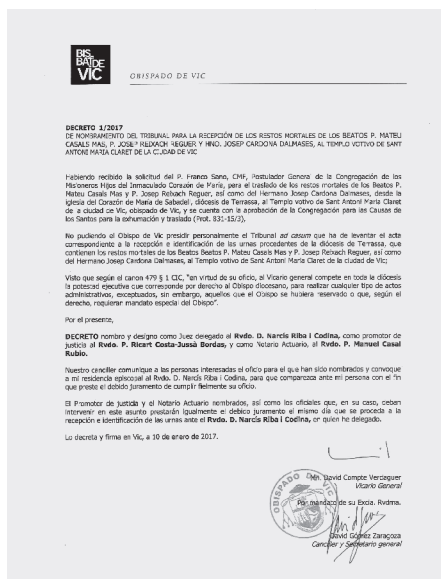 BIS
BAT DE
VIC
OBISPADO DE VIC
DECRETO 1/2017
DE NOMBRAMIENTO DEL TRIBUNAL PARA LA RECEPCIÓN DE LOS RESTOS MORTALES DE LOS BEATOS P. MATEU
CASALS MAS, P. JOSEP REIXACH REGUER Y HNO. JOSEP CARDONA DALMASES, AL TEMPLO VOTIVO DE SANT
ANTONI MARIA CLARET DE LA CIUDAD DE VIC
Habiendo recibido la solicitud del P. Franco Sano, CMF, Postulador General de la Congregación de los
Misioneros Hijos del Inmaculado Corazón de María, para el traslado de los restos mortales de los Beatos P.
Mateu Casals Mas y P. Josep Reixach Reguer, así como del Hermano Josep Cardona Dalmases, desde la
iglesia del Corazón de María de Sabadell, diócesis de Terrassa, al Templo votivo de Sant Antoni Maria Claret
de a ciudad de Vic, obispado de Vic, y se cuenta con la aprobación de la Congregación para las Causas de
los Santos para la exhumación y traslado (Prot. 831-15/3),
No pudiendo el Obispo de Vic presidir personalmente el Tribunal ad casum que ha de levantar el acta
correspondiente a la recepción e identificación de las urnas procedentes de la diócesis de Terrassa, que
contienen los restos mortales de los Beatos Beatos P. Mateu Casals Mas y P. Josep Reixach Reguer, así como
del Hermano Josep Cardona Dalmases, al Templo votivo de Sant Antoni Maria Claret de la ciudad de Vic;
Visto que según el canon 479 § 1 CIC, "en virtud de su oficio, al Vicario general compete en toda la diócesis
la potestad ejecutiva que corresponde por derecho al Obispo diocesano, para realizar cualquier tipo de actos
administrativos, exceptuados, sin embargo, aquellos que el Obispo se hubiera reservado o que, según el
derecho, requieran mandato especial del Obispo".
Por el presente,
DECRETO nombro y designo como Juez delegado al Rvdo. D. Narcís Riba i Codina, como promotor de
justicia al Rvdo. P. Ricart Costa-Jussà Bordas, y como Notario Actuario, al Rvdo. P. Manuel Casal
Rubio.
Nuestro canciller comunique a las personas interesadas el oficio para el que han sido nombrados y convoque
a mi residencia episcopal al Rvdo. D. Narcís Riba i Codina, para que comparezca ante mi persona con el fin
que preste el debido juramento de cumplir fielmente su oficio.
El Promotor de justicia y el Notario Actuario nombrados, así como los oficiales que, en su caso, deban
intervenir en este asunto prestarán igualmente el debido juramento el mismo día que se proceda a la
recepción e identificación de las urnas ante el Rvdo. D. Narcís Riba i Codina, en quien he delegado.
Lo decreta y firma en Vic, a 10 de enero de 2017.
Mn. David Compte Verdaguer
Vicario General
Por mandato de su Excia. Rvdma.
David Gómez Zaragoza
Canciller y Secretario general
OBISPADO DE VIC